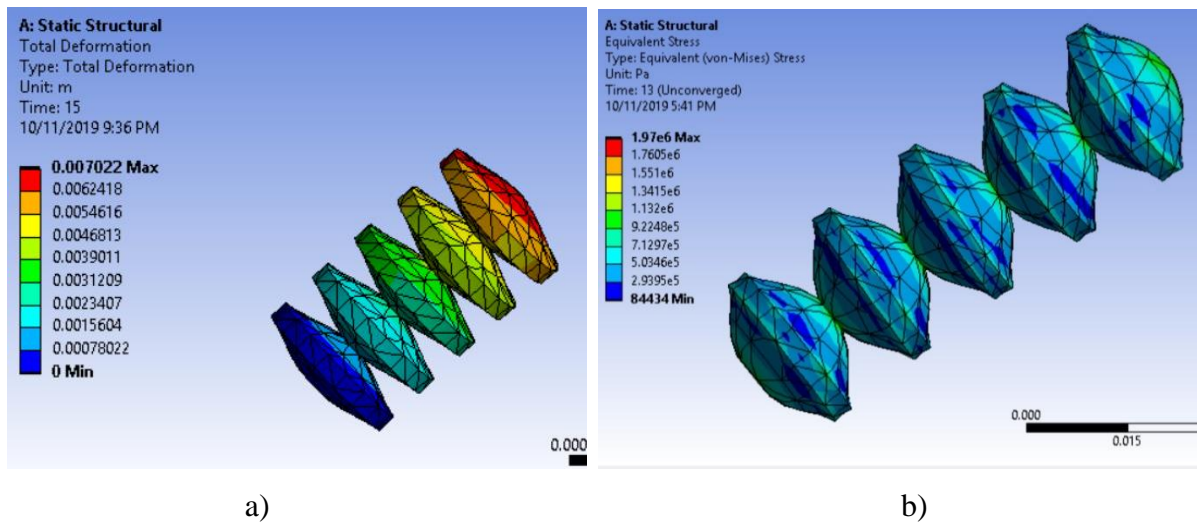 A: Static Structural
Total Deformation
Type: Total Deformation
Unit: m
Time: 15
10/11/2019 9:36 PM
0.007022 Max
0.0062418
0.0054616
0.0046813
0.0039011
0.0031209
0.0023407
0.0015604
0.00078022
0 Min
0.000
a)
A: Static Structural
Equivalent Stress
Type: Equivalent (von-Mises) Stress
Unit: Pa
Time: 13 (Unconverged)
10/11/2019 5:41 PM
1.97e6 Max
1.7605e6
1.551e6
1.3415e6
1.132e6
9.2248e5
7.1297e5
5.0346e5
2.9395e5
84434 Min
0.000
0.015
b)